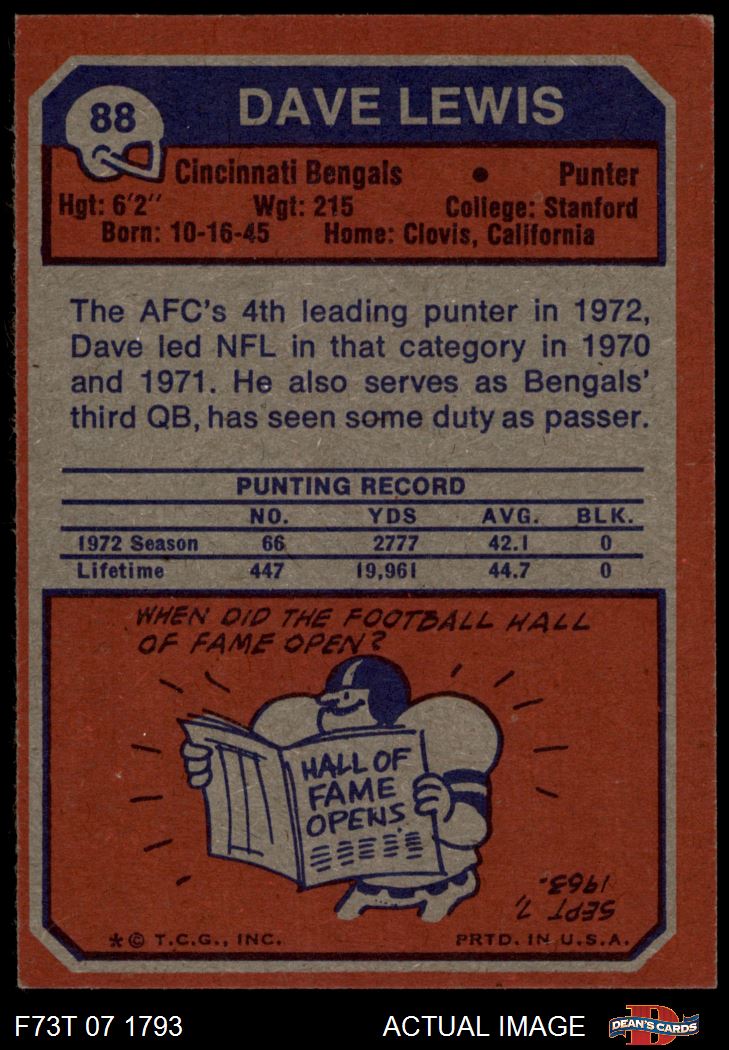 88
DAVE LEWIS
Cincinnati Bengals • Punter
Hgt: 6'2" Wgt: 215 College: Stanford
Born: 10-16-45 Home: Clovis, California
The AFC's 4th leading punter in 1972,
Dave led NFL in that category in 1970
and 1971. He also serves as Bengals'
third QB, has seen some duty as passer.
PUNTING RECORD
NO. YDS AVG. BLK.
1972 Season 66 2777 42.1 0
Lifetime 447 19,961 44.7 0
WHEN DID THE FOOTBALL HALL
OF FAME OPEN?
HALL OF
FAME
OPENS
SEPT 7,
1963.
*© T.C.G., INC. PRTD. IN U.S.A.
F73T 07 1793 ACTUAL IMAGE
D
DEAN'S CARDS